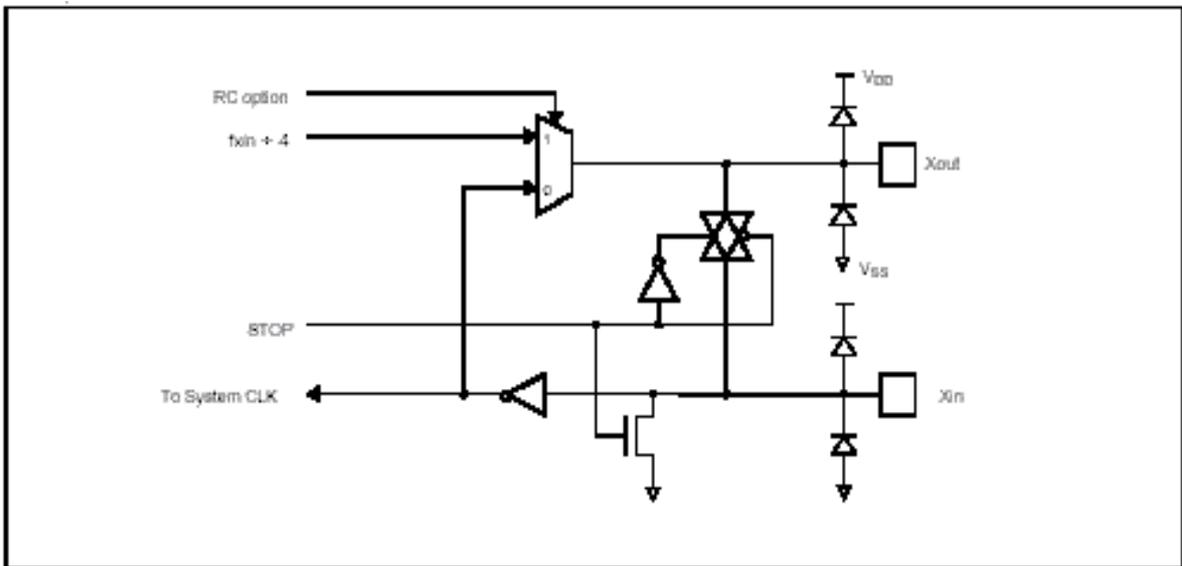 RC option
fxin ÷ 4
1
0
VDD
Xout
VSS
STOP
To System CLK
Xin